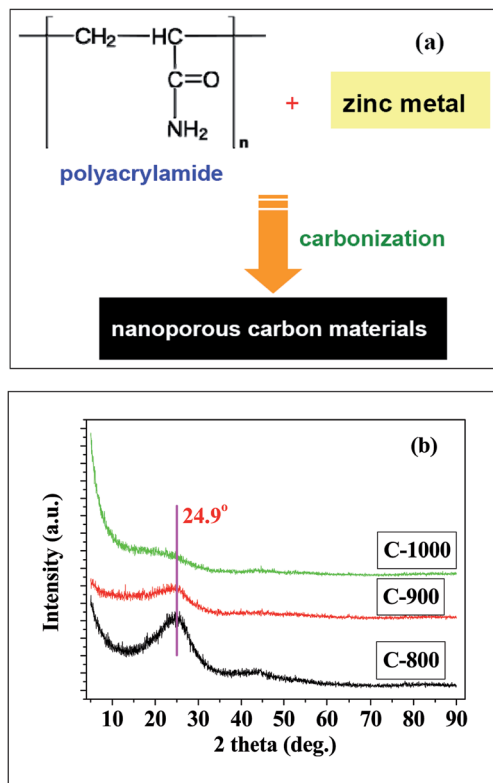 CH₂ HC (a)
C=O
NH₂
n
+ zinc metal
polyacrylamide
carbonization
nanoporous carbon materials
(b)
24.9°
C-1000
C-900
C-800
Intensity (a.u.)
10 20 30 40 50 60 70 80 90
2 theta (deg.)